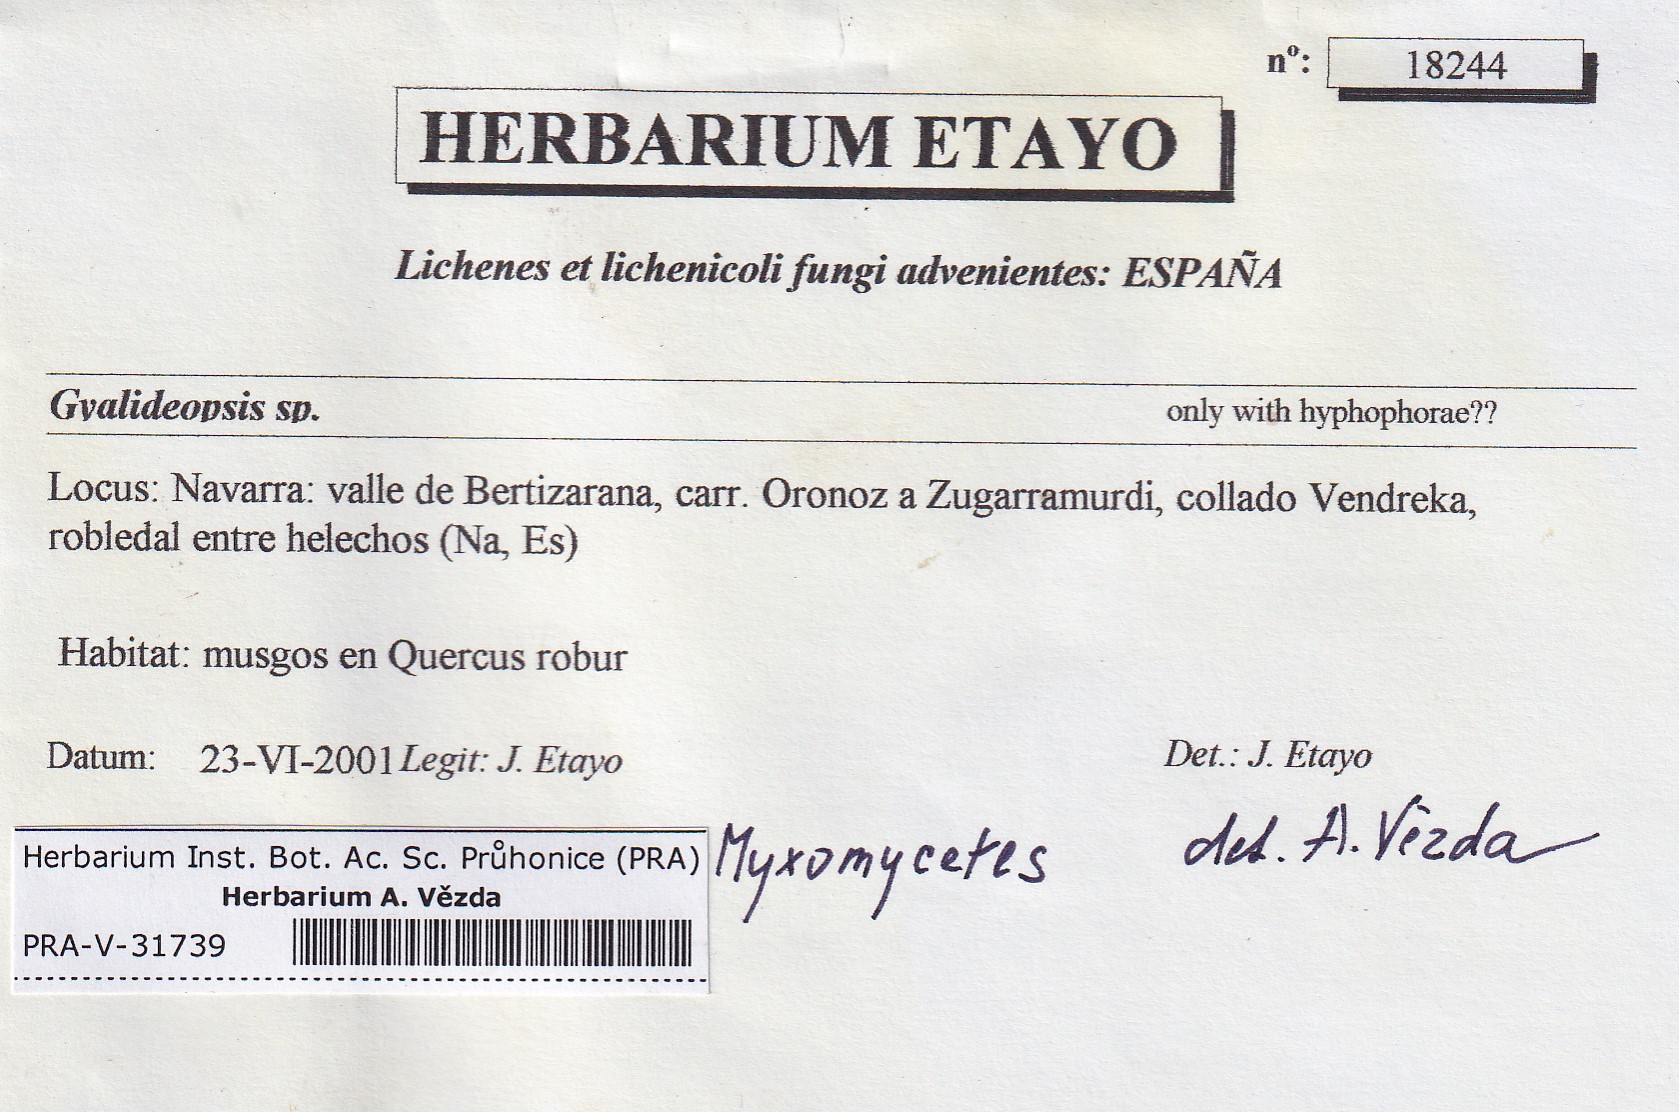 nº: 18244
HERBARIUM ETAYO
Lichenes et lichenicoli fungi advenientes: ESPAÑA
Gyalideopsis sp. only with hyphophorae??
Locus: Navarra: valle de Bertizarana, carr. Oronoz a Zugarramurdi, collado Vendreka,
robledal entre helechos (Na, Es)
Habitat: musgos en Quercus robur
Datum: 23-VI-2001 Legit: J. Etayo Det.: J. Etayo
Myxomycetes det. A. Vězda
Herbarium Inst. Bot. Ac. Sc. Průhonice (PRA)
Herbarium A. Vězda
PRA-V-31739